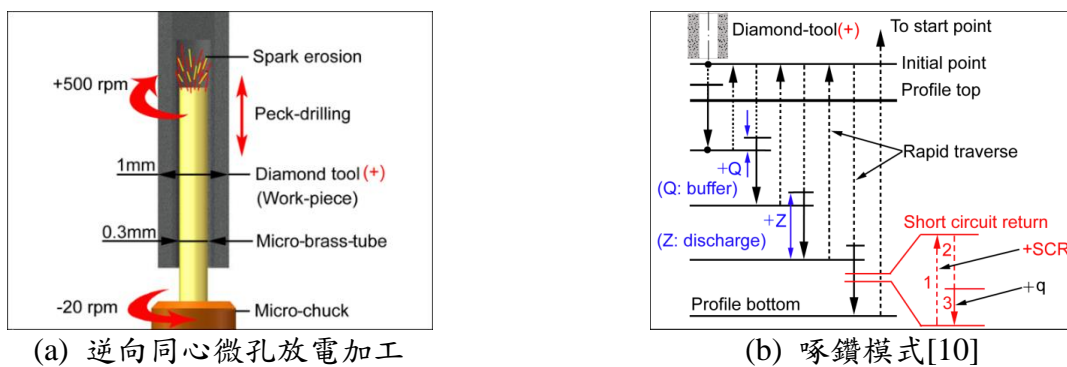 Spark erosion
+500 rpm
Peck-drilling
1mm
Diamond tool (+)
(Work-piece)
0.3mm
Micro-brass-tube
-20 rpm
Micro-chuck
(a) 逆向同心微孔放電加工
Diamond-tool(+)
To start point
Initial point
Profile top
+Q
Rapid traverse
(Q: buffer)
+Z
(Z: discharge)
Short circuit return
2
+SCR
1
+q
3
Profile bottom
(b) 啄鑽模式[10]